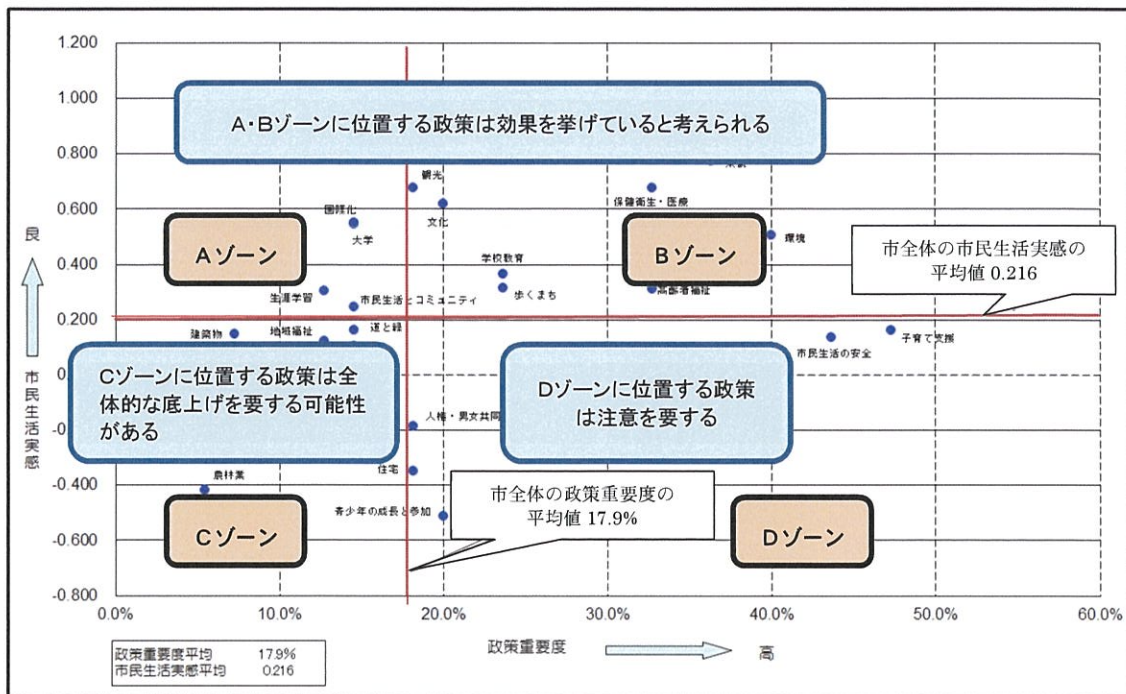 1.200
1.000
0.800
0.600
0.400
0.200
-0.400
-0.600
-0.800
0.0%
10.0%
20.0%
30.0%
40.0%
50.0%
60.0%
良
市民生活実感
A・Bゾーンに位置する政策は効果を挙げていると考えられる
観光
文化
国際化
大学
保健衛生・医療
環境
Aゾーン
Bゾーン
市全体の市民生活実感の
平均値 0.216
学校教育
歩くまち
高齢者福祉
生涯学習
市民生活とコミュニティ
建築物
地域福祉
道と緑
市民生活の安全
子育て支援
Cゾーンに位置する政策は全
体的な底上げを要する可能性
がある
Dゾーンに位置する政策
は注意を要する
人権・男女共同
住宅
農林業
青少年の成長と参加
市全体の政策重要度の
平均値 17.9%
Cゾーン
Dゾーン
政策重要度
高
政策重要度平均 17.9%
市民生活実感平均 0.216